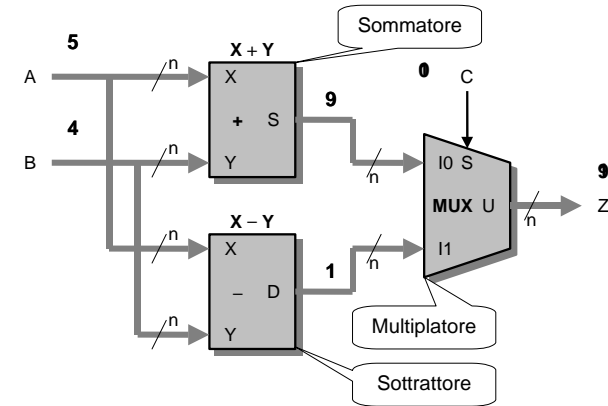 Sommatore
5
X + Y
A
n
X
0
C
9
+ S
4
B
n
Y
n
I0 S
9
X − Y
MUX U
n
Z
n
X
n
I1
1
− D
n
Y
Multiplatore
Sottrattore